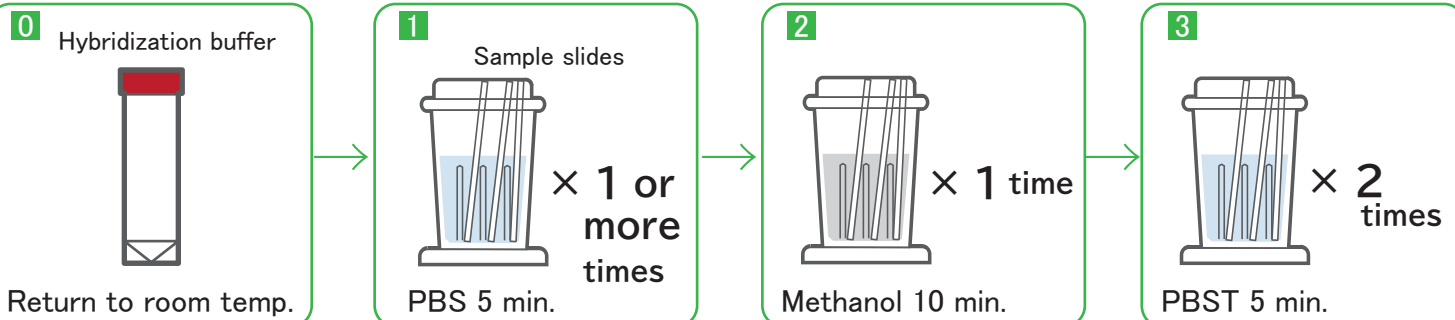 0
Hybridization buffer
Return to room temp.
1
Sample slides
× 1 or
more
times
PBS 5 min.
2
× 1 time
Methanol 10 min.
3
× 2
times
PBST 5 min.